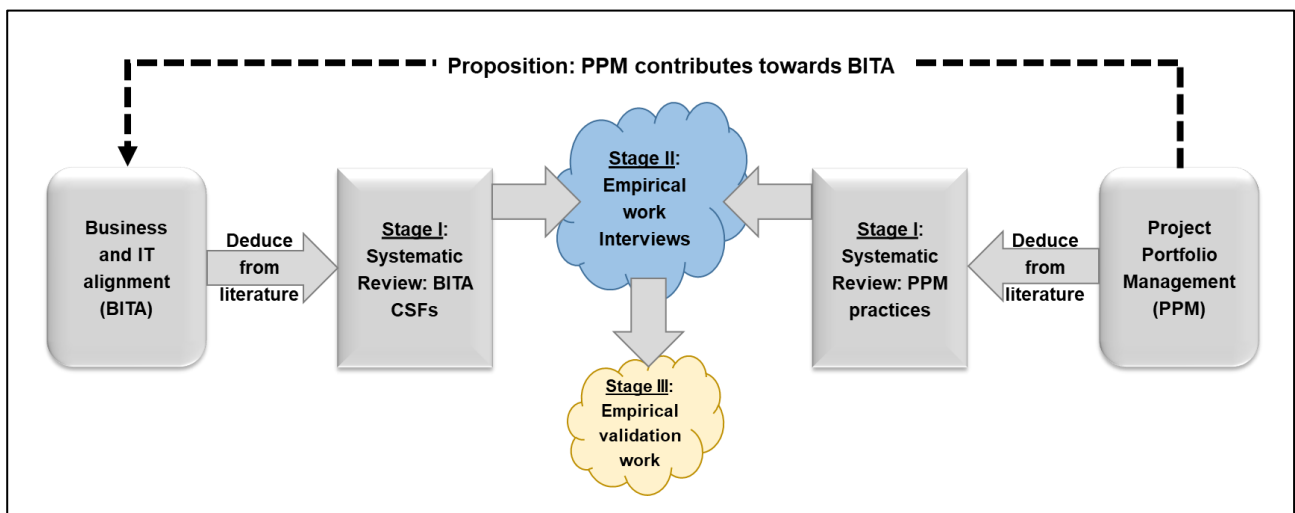 Proposition: PPM contributes towards BITA
Business
and IT
alignment
(BITA)
Deduce
from
literature
Stage I:
Systematic
Review: BITA
CSFs
Stage II:
Empirical
work
Interviews
Stage III:
Empirical
validation
work
Stage I:
Systematic
Review: PPM
practices
Deduce
from
literature
Project
Portfolio
Management
(PPM)